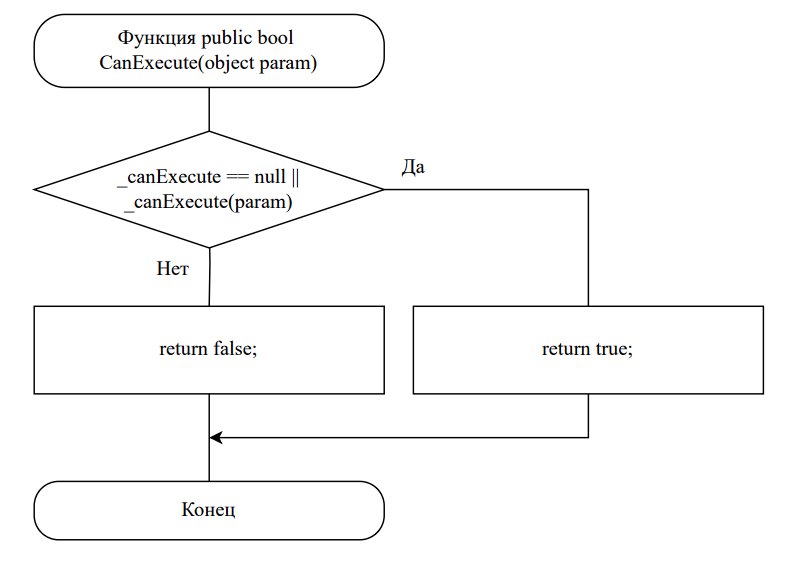 Функция public bool
CanExecute(object param)
_canExecute == null ||
_canExecute(param)
Да
Нет
return false;
return true;
Конец